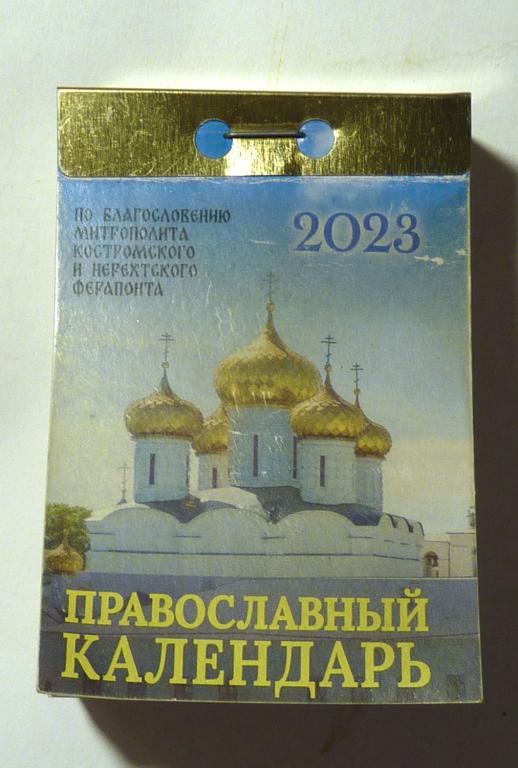 ПО БЛАГОСЛОВЕНИЮ
МИТРОПОЛИТА
КОСТРОМСКОГО
И НЕРЕХТСКОГО
ФЕРАПОНТА
2023
ПРАВОСЛАВНЫЙ
КАЛЕНДАРЬ